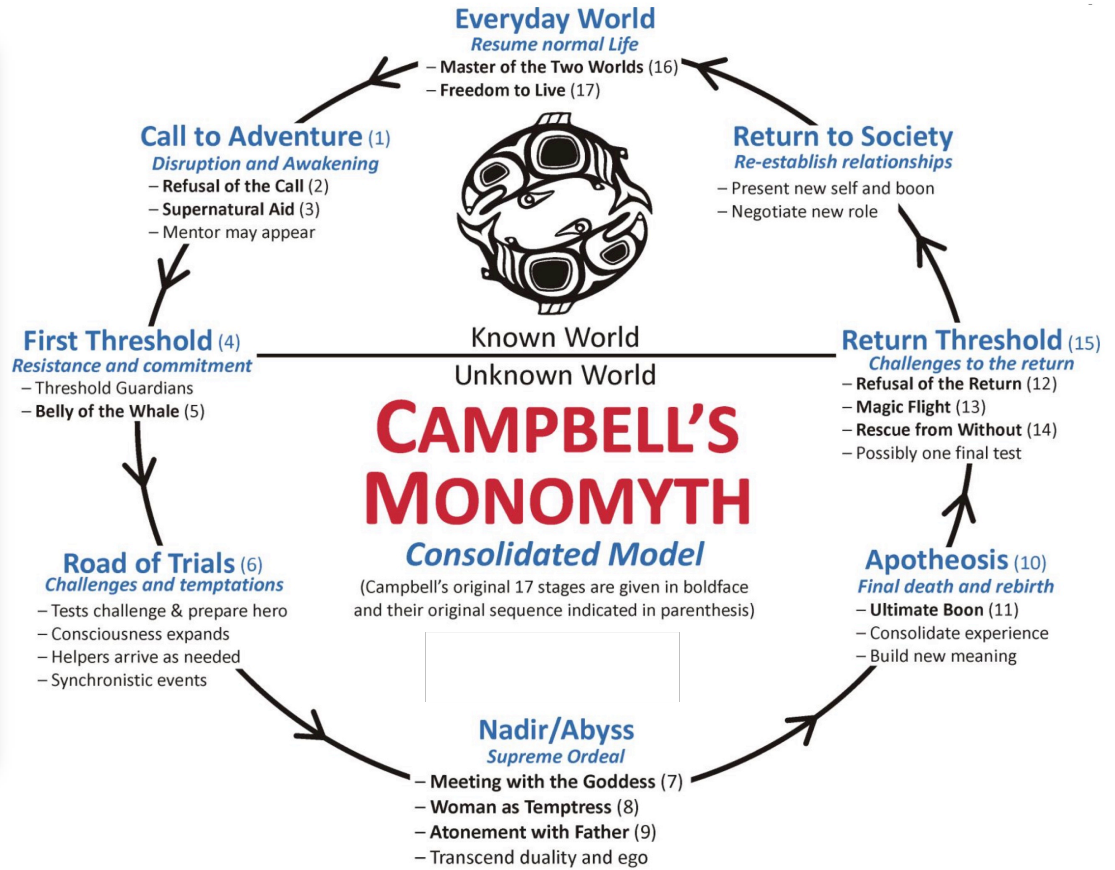 Everyday World
Resume normal Life
– Master of the Two Worlds (16)
– Freedom to Live (17)
Call to Adventure (1)
Disruption and Awakening
– Refusal of the Call (2)
– Supernatural Aid (3)
– Mentor may appear
Return to Society
Re-establish relationships
– Present new self and boon
– Negotiate new role
First Threshold (4)
Resistance and commitment
– Threshold Guardians
– Belly of the Whale (5)
Known World
Unknown World
Return Threshold (15)
Challenges to the return
– Refusal of the Return (12)
– Magic Flight (13)
– Rescue from Without (14)
– Possibly one final test
CAMPBELL'S
MONOMYTH
Consolidated Model
(Campbell's original 17 stages are given in boldface
and their original sequence indicated in parenthesis)
Road of Trials (6)
Challenges and temptations
– Tests challenge & prepare hero
– Consciousness expands
– Helpers arrive as needed
– Synchronistic events
Apotheosis (10)
Final death and rebirth
– Ultimate Boon (11)
– Consolidate experience
– Build new meaning
Nadir/Abyss
Supreme Ordeal
– Meeting with the Goddess (7)
– Woman as Temptress (8)
– Atonement with Father (9)
– Transcend duality and ego